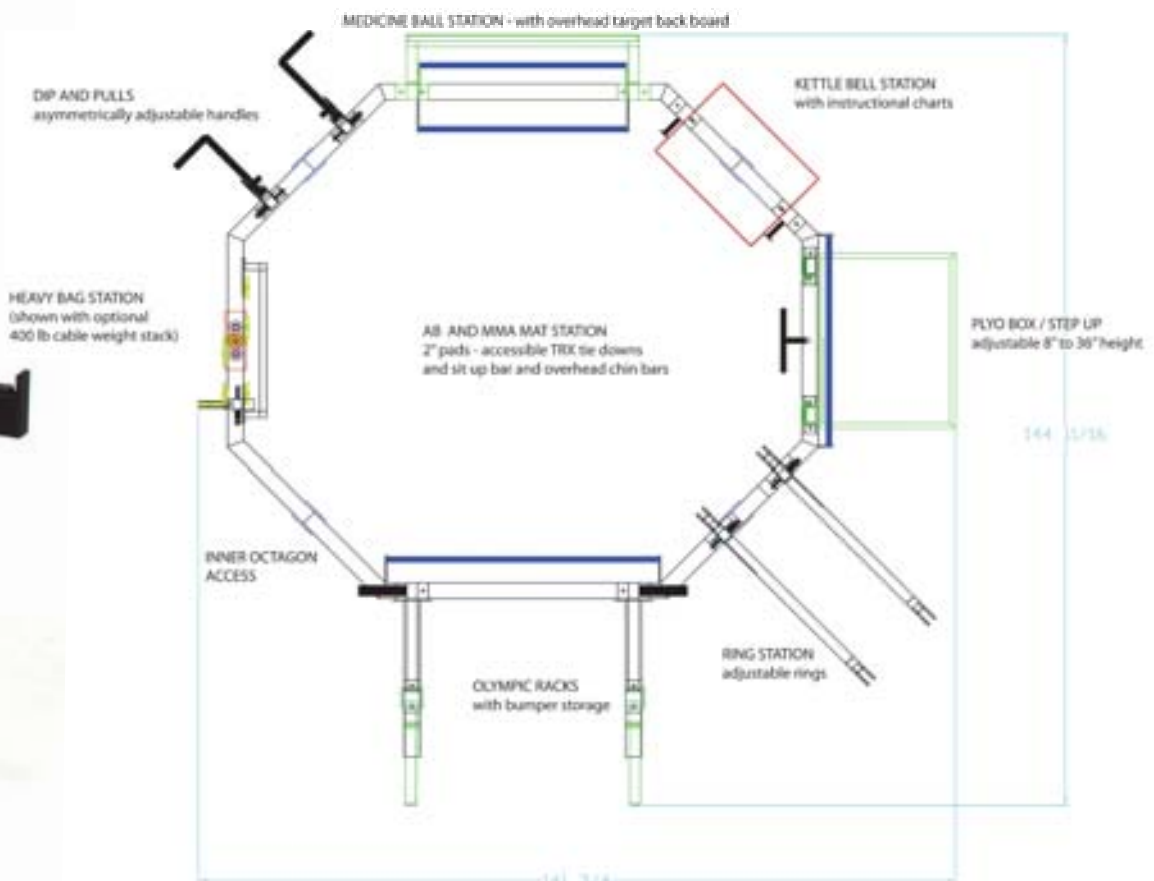 MEDICINE BALL STATION - with overhead target back board
DIP AND PULLS
asymmetrically adjustable handles
KETTLE BELL STATION
with instructional charts
HEAVY BAG STATION
(shown with optional
400 lb cable weight stack)
AB AND MMA MAT STATION
2" pads - accessible TRX tie downs
and sit up bar and overhead chin bars
PLYO BOX / STEP UP
adjustable 8" to 36" height
144
INNER OCTAGON
ACCESS
RING STATION
adjustable rings
OLYMPIC RACKS
with bumper storage